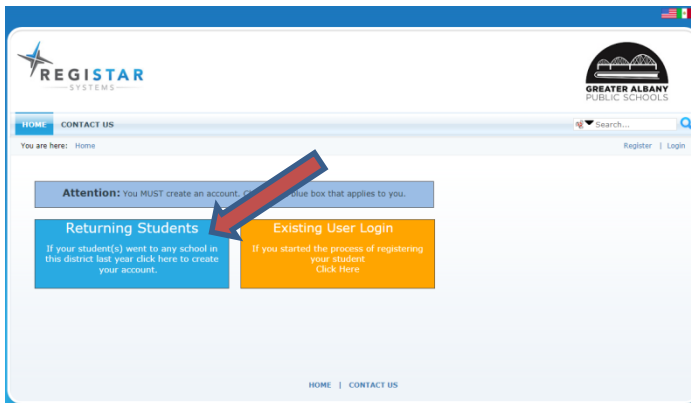 REGISTAR
SYSTEMS
GREATER ALBANY
PUBLIC SCHOOLS
HOME CONTACT US
Search...
You are here: Home
Register | Login
Attention: You MUST create an account. blue box that applies to you.
Returning Students
If your student(s) went to any school in
this district last year click here to create
your account.
Existing User Login
If you started the process of registering
your student
Click Here
HOME | CONTACT US